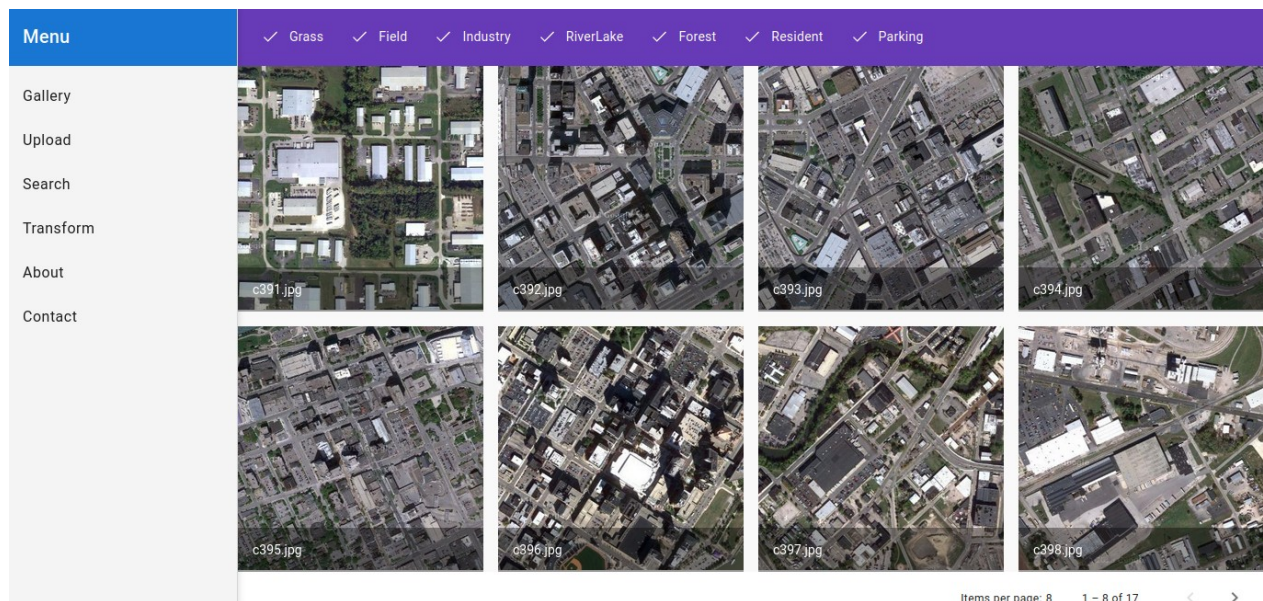 Menu
Grass Field Industry RiverLake Forest Resident Parking
Gallery
Upload
Search
Transform
About
Contact
c391.jpg c392.jpg c393.jpg c394.jpg
c395.jpg c396.jpg c397.jpg c398.jpg
Items per page: 8 1 – 8 of 17